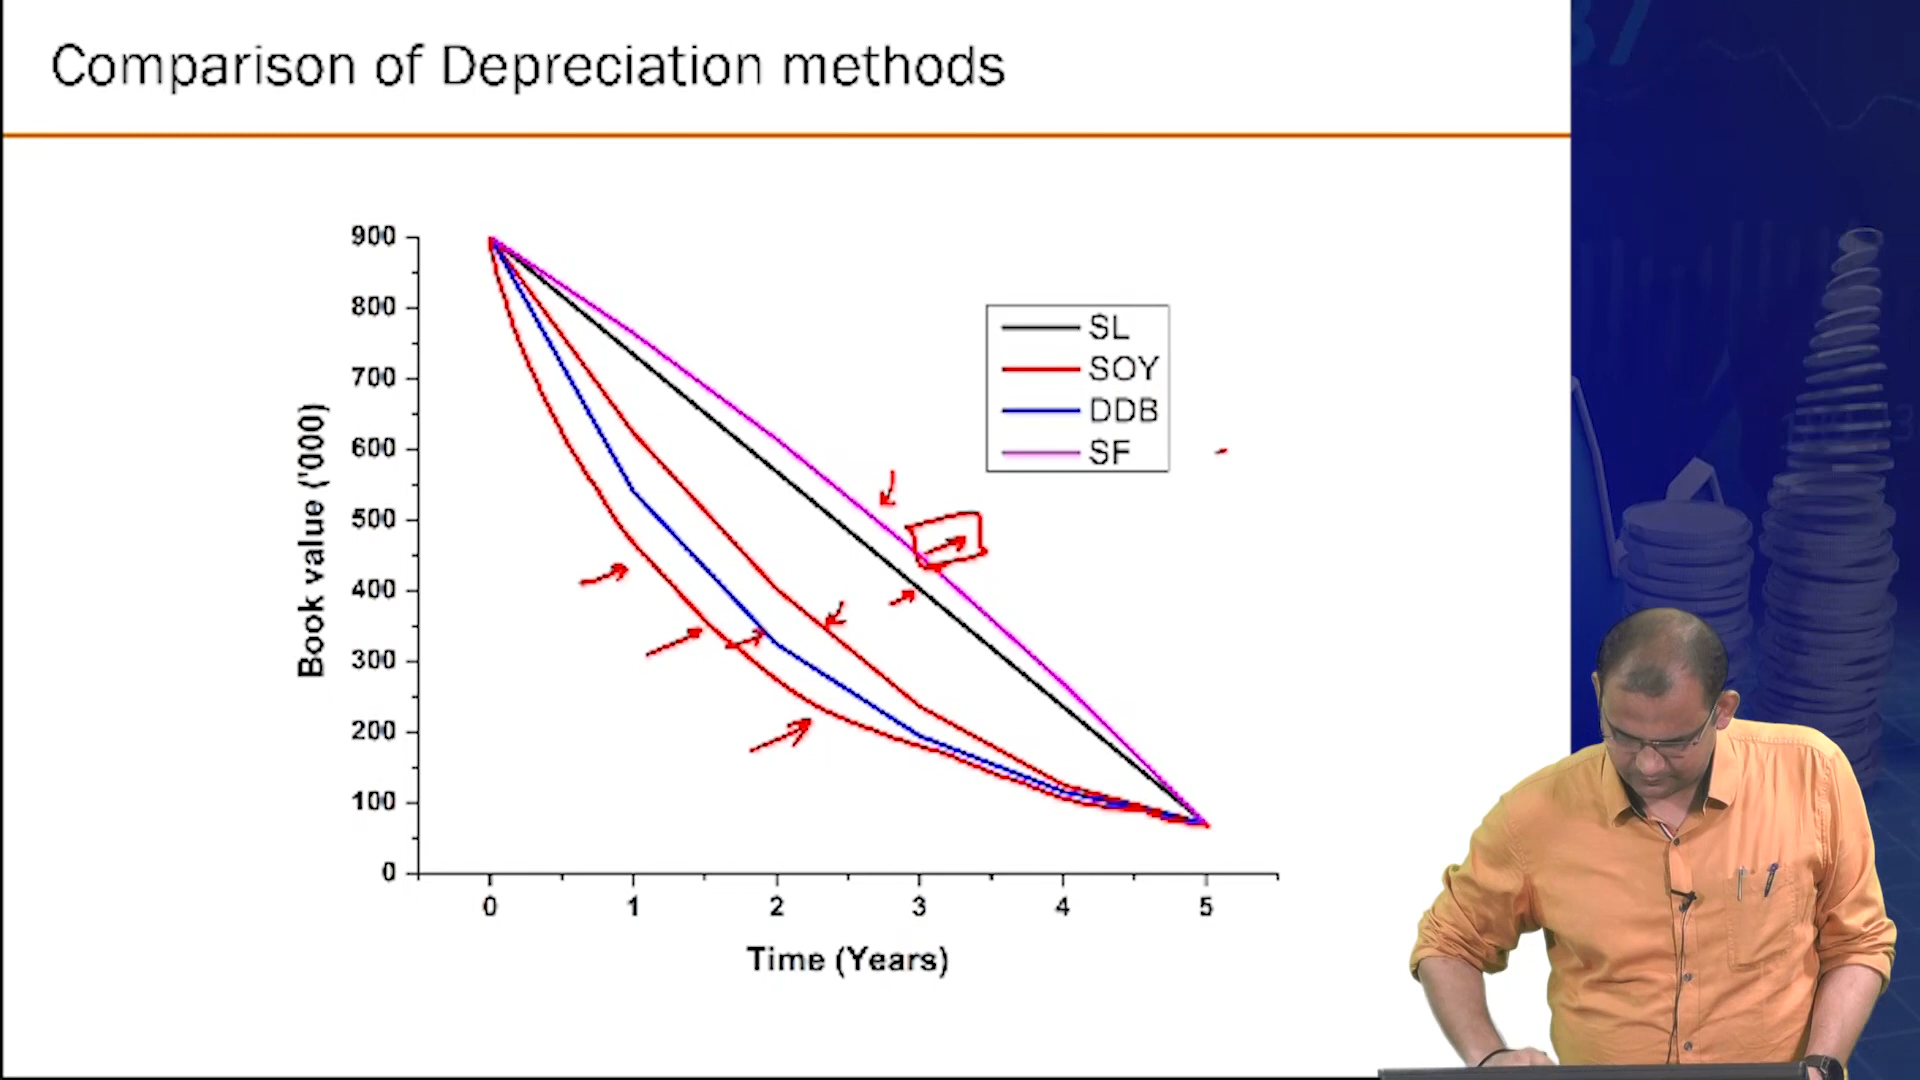 Comparison of Depreciation methods
900
800
700
600
500
400
300
200
100
0
Book value ('000)
0 1 2 3 4 5
Time (Years)
SL
SOY
DDB
SF